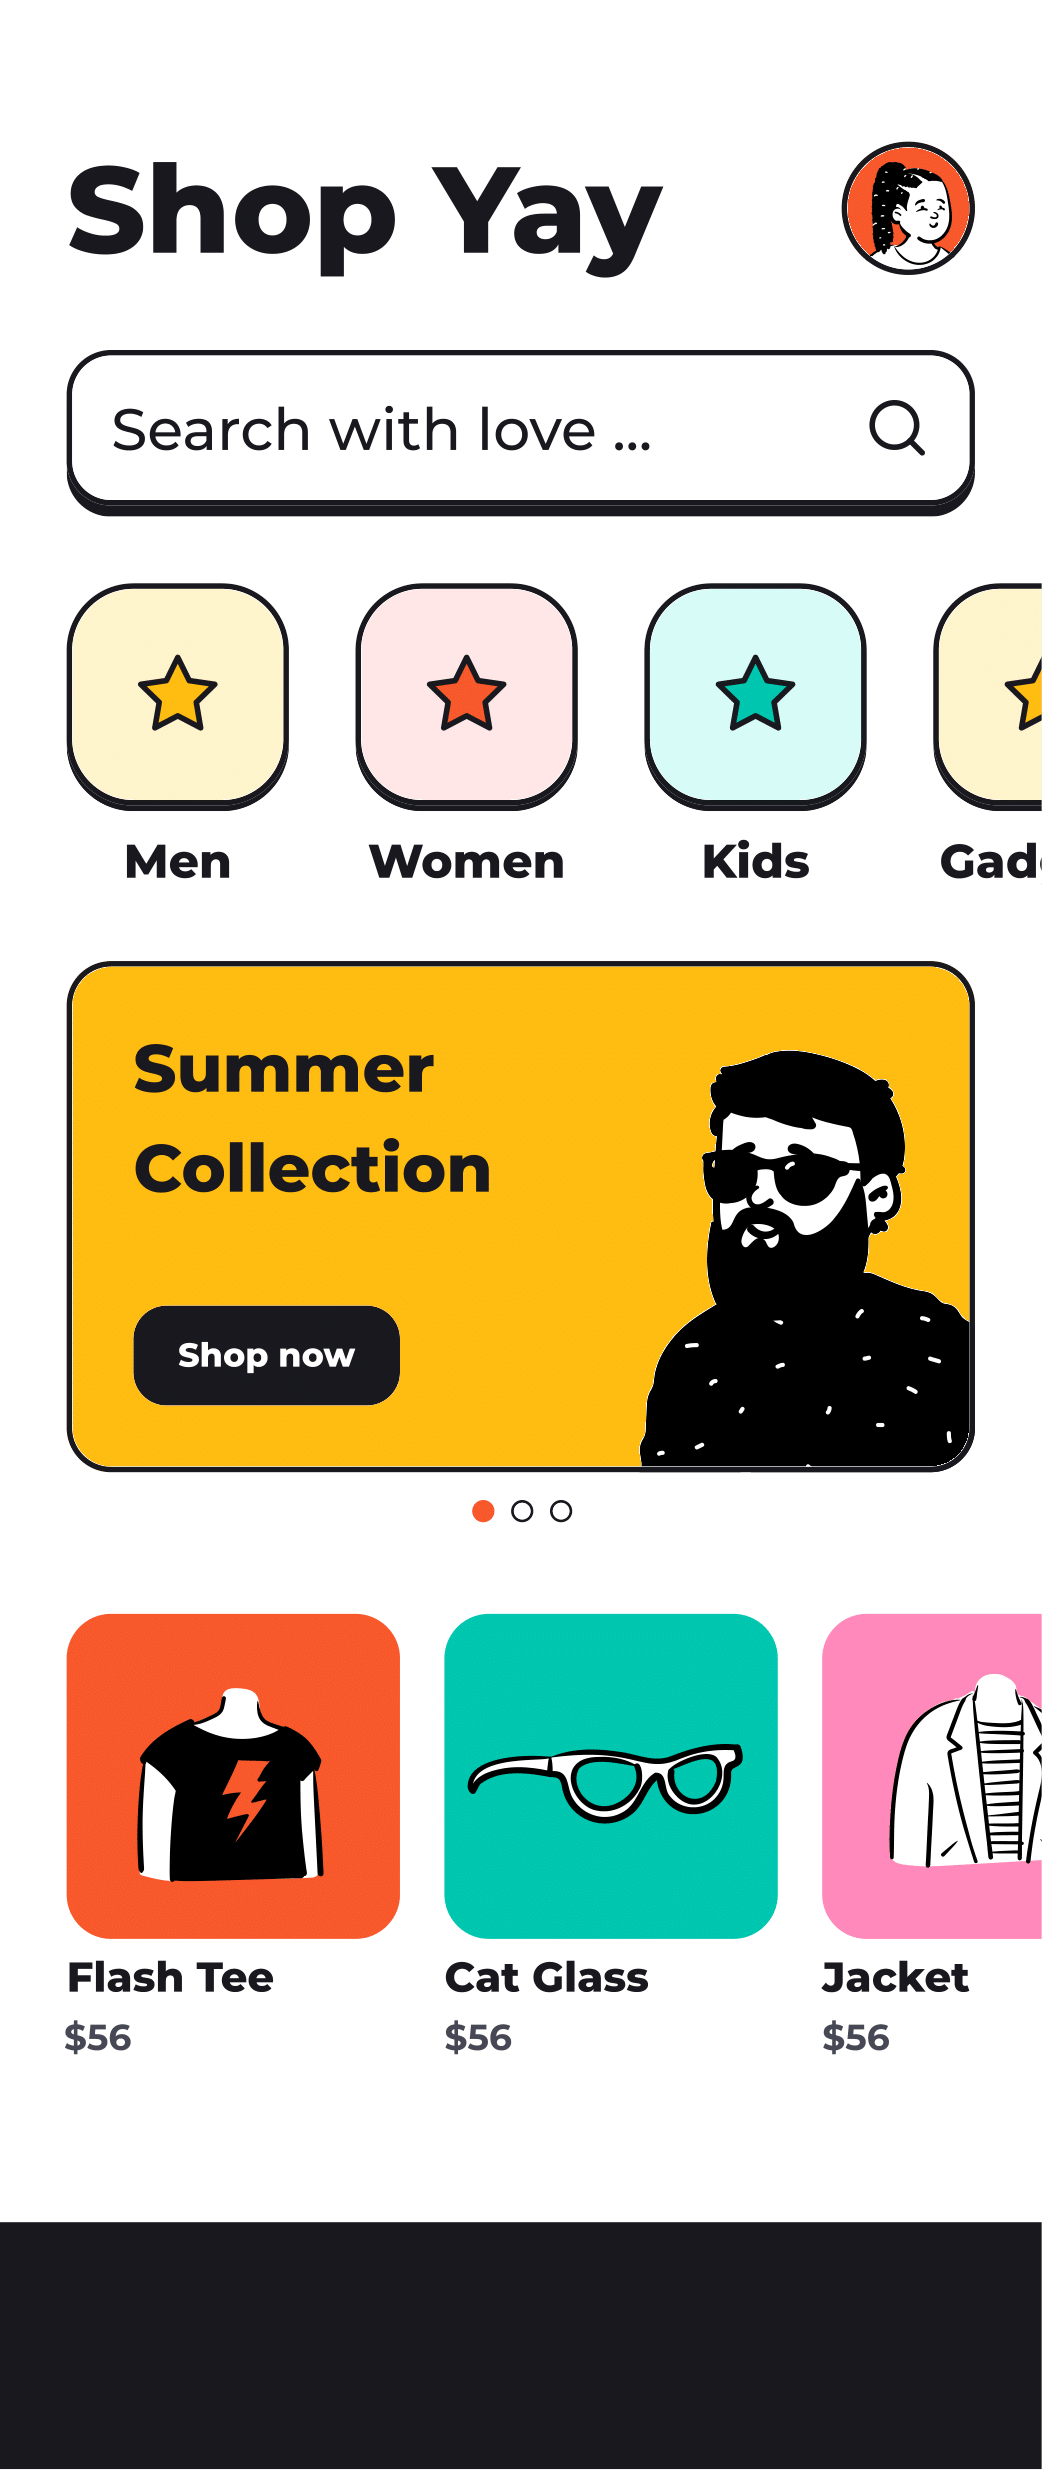 Shop Yay
Search with love ...
Men Women Kids Gad
Summer
Collection
Shop now
Flash Tee Cat Glass Jacket
$56 $56 $56